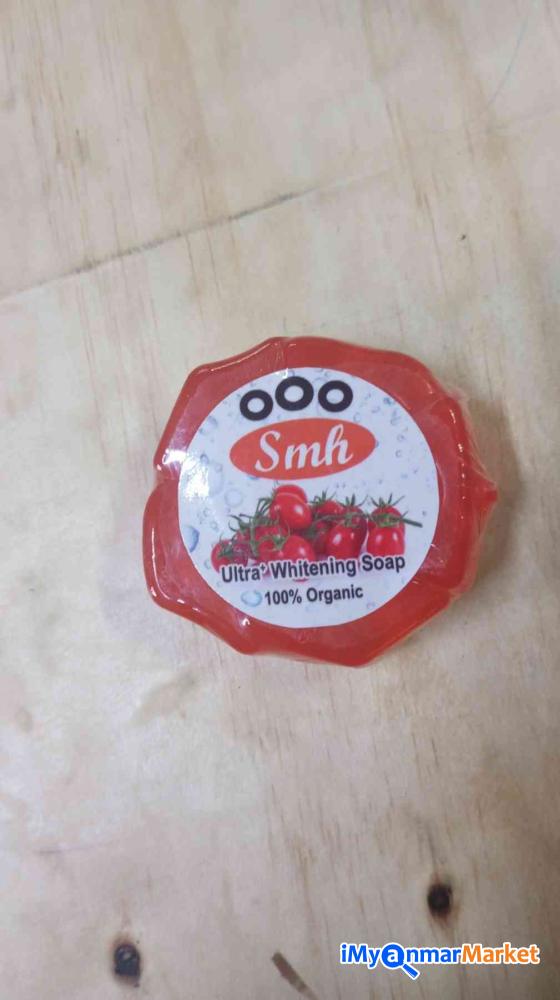 ooo
Smh
Ultra+ Whitening Soap
100% Organic
iMyanmarMarket